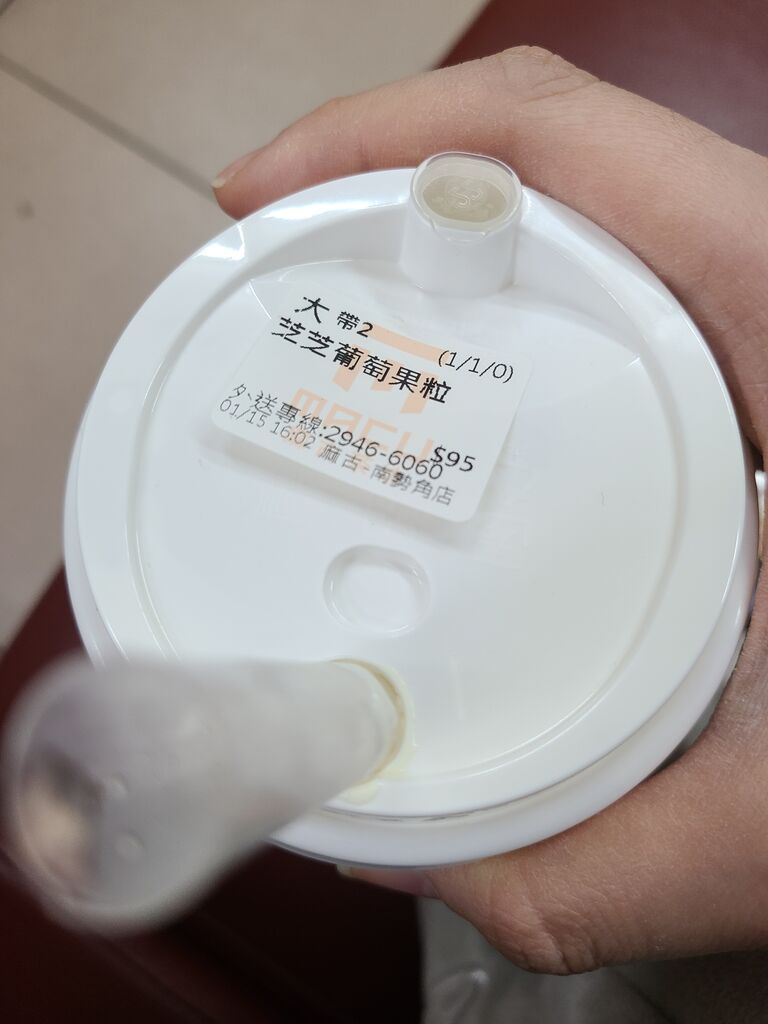 大 帶2 (1/1/0)
芝芝葡萄果粒
$95
外送專線:2946-6060
01/15 16:02 麻古-南勢角店